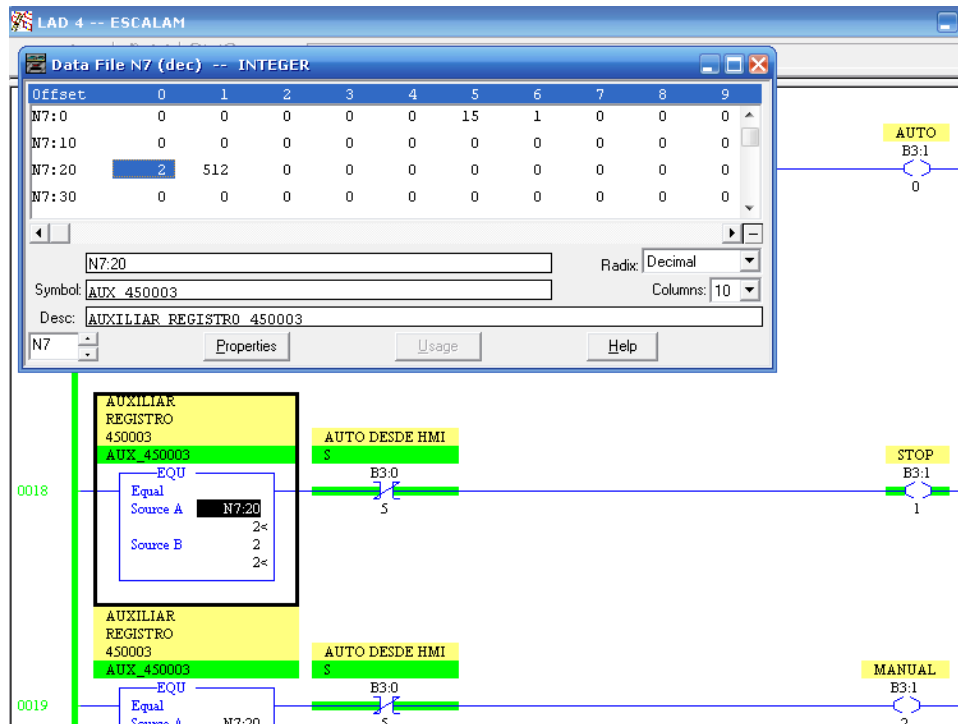 LAD 4 -- ESCALAM
Data File N7 (dec) -- INTEGER
Offset 0 1 2 3 4 5 6 7 8 9
N7:0 0 0 0 0 0 15 1 0 0 0
N7:10 0 0 0 0 0 0 0 0 0 0
N7:20 2 512 0 0 0 0 0 0 0 0
N7:30 0 0 0 0 0 0 0 0 0 0
N7:20
Radix: Decimal
Symbol: AUX_450003
Columns: 10
Desc: AUXILIAR REGISTRO 450003
N7
Properties
Usage
Help
AUTO
B3:1
0
AUXILIAR
REGISTRO
450003
AUX_450003
AUTO DESDE HMI
S
STOP
0018
EQU
Equal
Source A N7:20
2<
Source B 2
2<
B3:0
5
B3:1
1
AUXILIAR
REGISTRO
450003
AUX_450003
AUTO DESDE HMI
S
MANUAL
0019
EQU
Equal
Source A N7:20
B3:0
5
B3:1
2